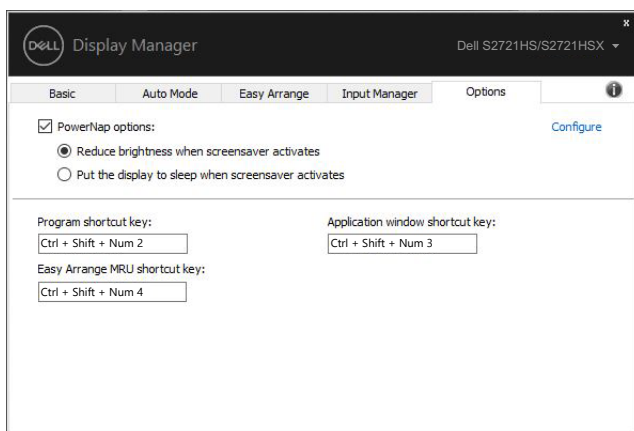 x
DELL Display Manager Dell S2721HS/S2721HSX
Basic Auto Mode Easy Arrange Input Manager Options i
PowerNap options: Configure
Reduce brightness when screensaver activates
Put the display to sleep when screensaver activates
Program shortcut key: Application window shortcut key:
Ctrl + Shift + Num 2 Ctrl + Shift + Num 3
Easy Arrange MRU shortcut key:
Ctrl + Shift + Num 4